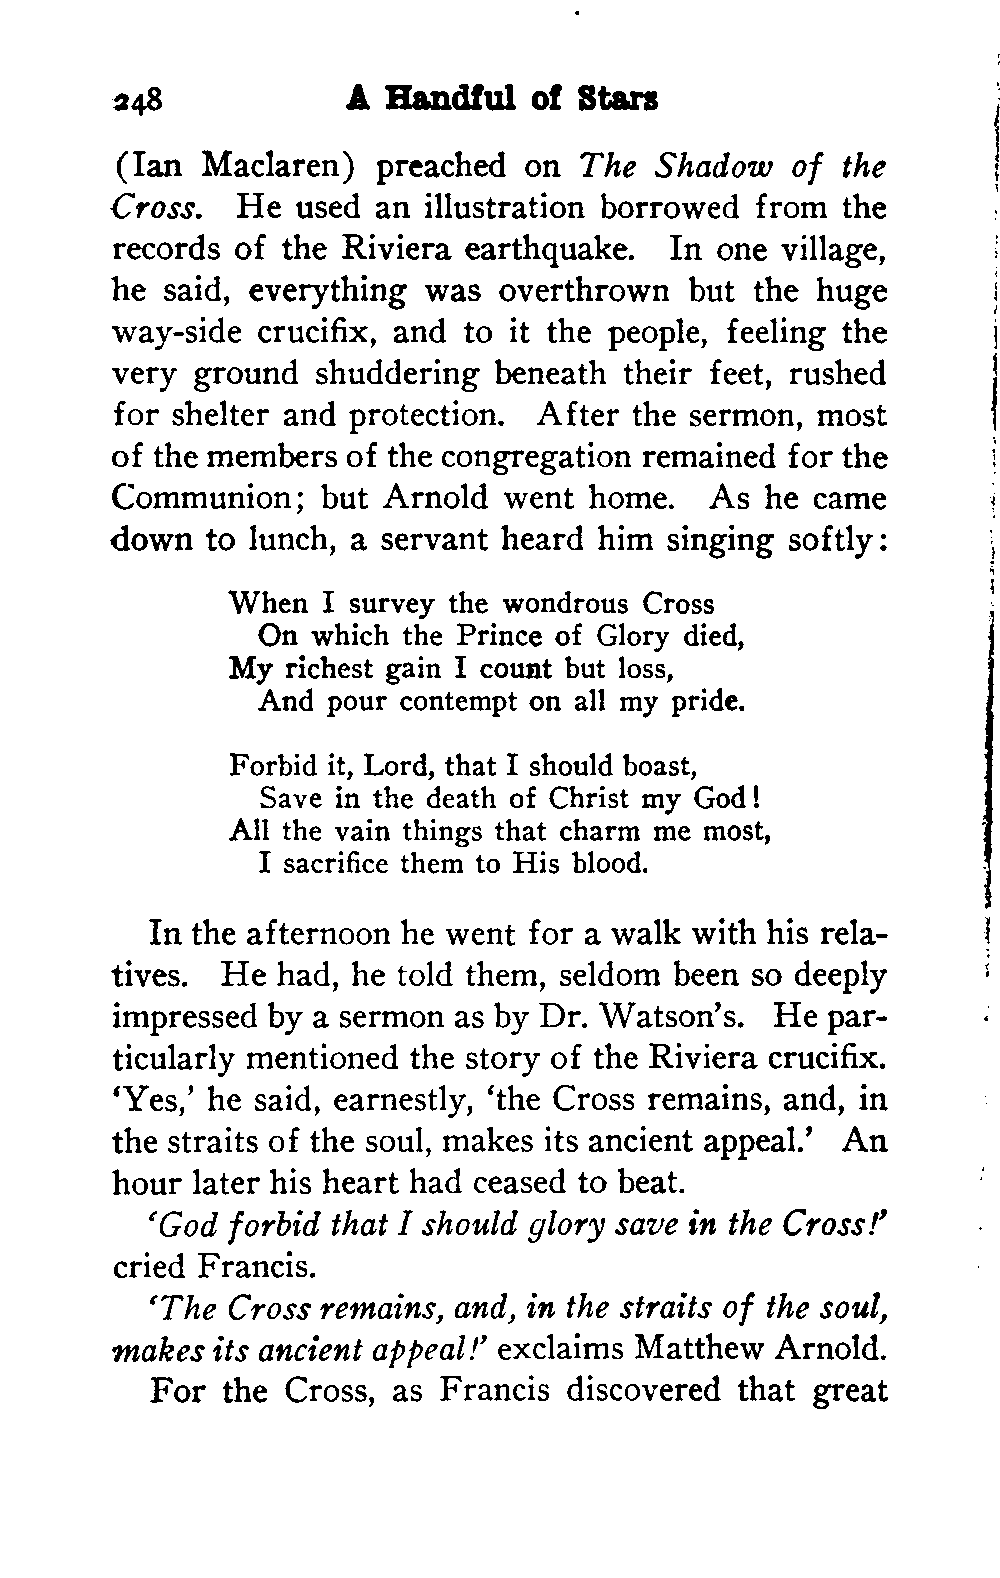 248 A Handful of Stars
(Ian Maclaren) preached on The Shadow of the
Cross. He used an illustration borrowed from the
records of the Riviera earthquake. In one village,
he said, everything was overthrown but the huge
way-side crucifix, and to it the people, feeling the
very ground shuddering beneath their feet, rushed
for shelter and protection. After the sermon, most
of the members of the congregation remained for the
Communion; but Arnold went home. As he came
down to lunch, a servant heard him singing softly:
When I survey the wondrous Cross
On which the Prince of Glory died,
My richest gain I count but loss,
And pour contempt on all my pride.
Forbid it, Lord, that I should boast,
Save in the death of Christ my God!
All the vain things that charm me most,
I sacrifice them to His blood.
In the afternoon he went for a walk with his rela-
tives. He had, he told them, seldom been so deeply
impressed by a sermon as by Dr. Watson's. He par-
ticularly mentioned the story of the Riviera crucifix.
'Yes,' he said, earnestly, 'the Cross remains, and, in
the straits of the soul, makes its ancient appeal.' An
hour later his heart had ceased to beat.
'God forbid that I should glory save in the Cross!'
cried Francis.
'The Cross remains, and, in the straits of the soul,
makes its ancient appeal!' exclaims Matthew Arnold.
For the Cross, as Francis discovered that great